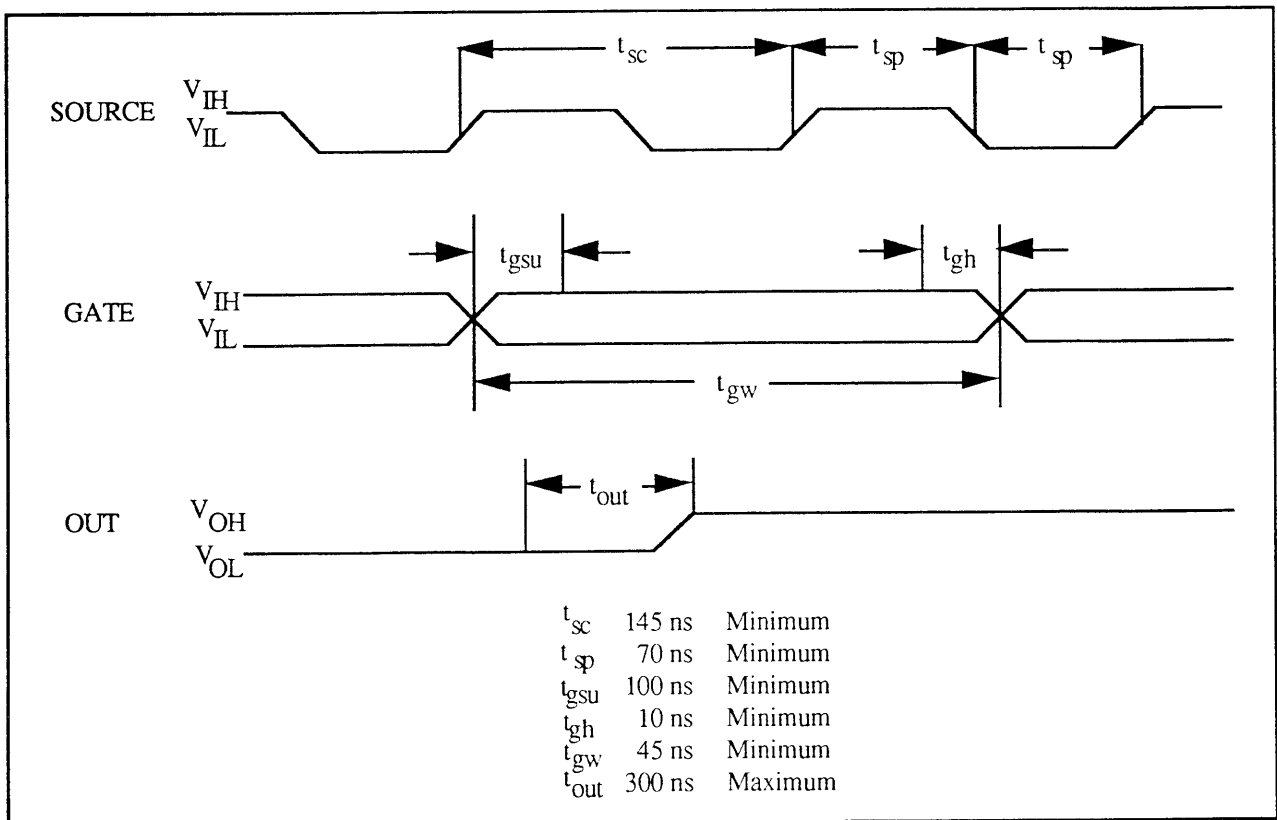 t_sc t_sp t_sp
SOURCE V_IH
V_IL
t_gsu t_gh
GATE V_IH
V_IL
t_gw
t_out
OUT V_OH
V_OL
t_sc 145 ns Minimum
t_sp 70 ns Minimum
t_gsu 100 ns Minimum
t_gh 10 ns Minimum
t_gw 45 ns Minimum
t_out 300 ns Maximum